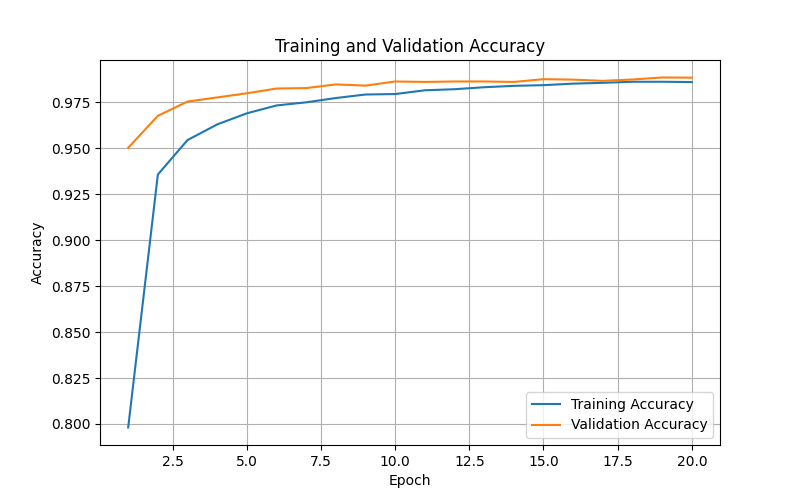 Training and Validation Accuracy
Accuracy
0.975
0.950
0.925
0.900
0.875
0.850
0.825
0.800
2.5 5.0 7.5 10.0 12.5 15.0 17.5 20.0
Epoch
Training Accuracy
Validation Accuracy